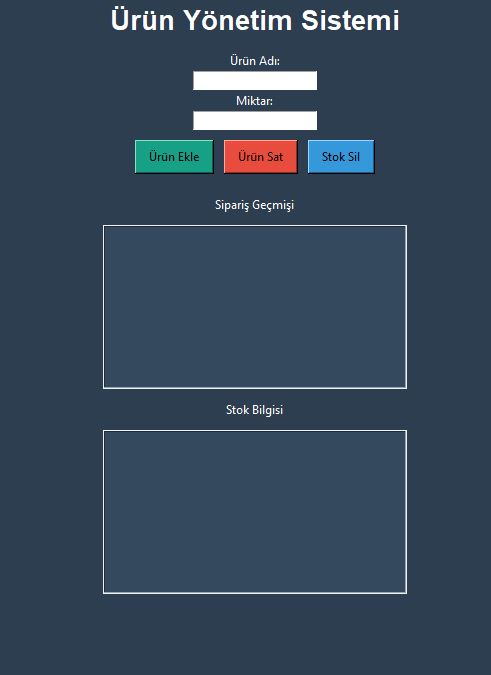 Ürün Yönetim Sistemi
Ürün Adı:
Miktar:
Ürün Ekle Ürün Sat Stok Sil
Sipariş Geçmişi
Stok Bilgisi